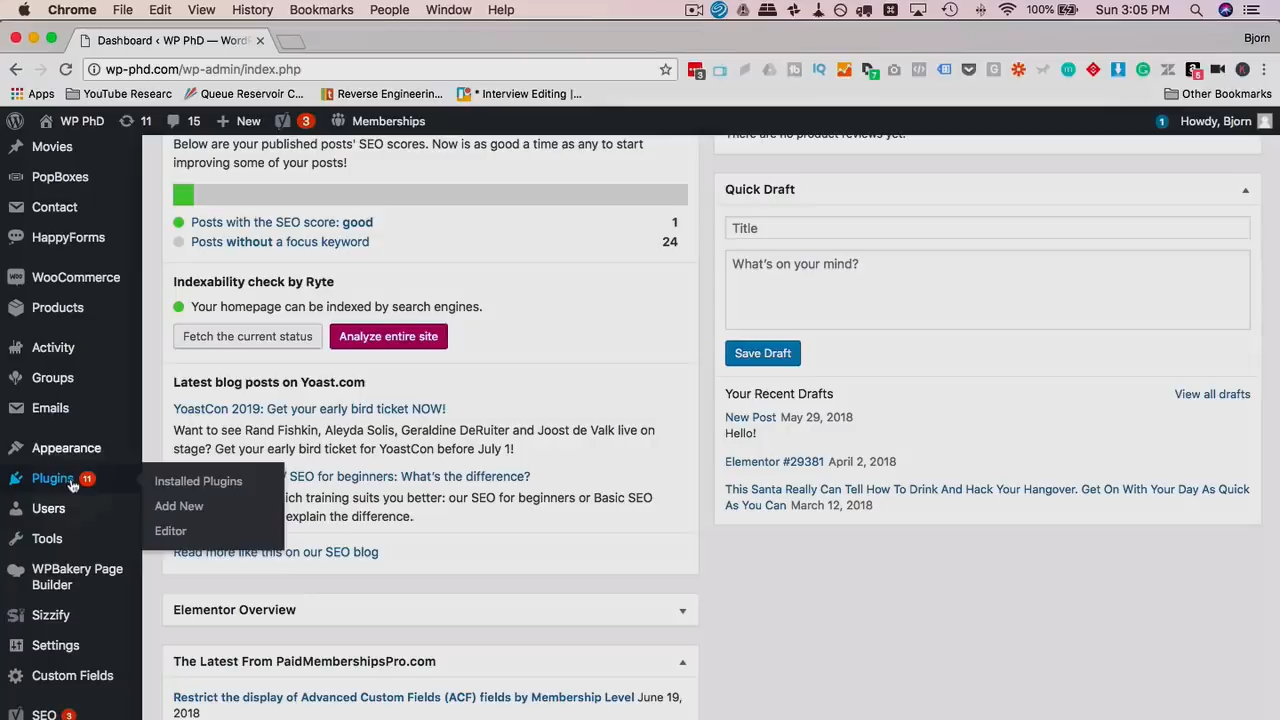 Chrome File Edit View History Bookmarks People Window Help 100% Sun 3:05 PM
Dashboard ‹ WP PhD — Word Bjorn
wp-phd.com/wp-admin/index.php
Apps YouTube Researc Queue Reservoir C... Reverse Engineerin... * Interview Editing |... Other Bookmarks
WP PhD 11 15 New 3 Memberships 1 Howdy, Bjorn
Movies
PopBoxes
Contact
HappyForms
WooCommerce
Products
Activity
Groups
Emails
Appearance
Plugins 11
Users
Tools
WPBakery Page
Builder
Sizzify
Settings
Custom Fields
SEO 3
Installed Plugins
Add New
Editor
Below are your published posts' SEO scores. Now is as good a time as any to start
improving some of your posts!
Posts with the SEO score: good 1
Posts without a focus keyword 24
Indexability check by Ryte
Your homepage can be indexed by search engines.
Fetch the current status Analyze entire site
Latest blog posts on Yoast.com
YoastCon 2019: Get your early bird ticket NOW!
Want to see Rand Fishkin, Aleyda Solis, Geraldine DeRuiter and Joost de Valk live on
stage? Get your early bird ticket for YoastCon before July 1!
/ SEO for beginners: What's the difference?
ich training suits you better: our SEO for beginners or Basic SEO
explain the difference.
Read more like this on our SEO blog
Elementor Overview
The Latest From PaidMembershipsPro.com
Restrict the display of Advanced Custom Fields (ACF) fields by Membership Level June 19,
2018
There are no product reviews yet.
Quick Draft
Title
What's on your mind?
Save Draft
Your Recent Drafts View all drafts
New Post May 29, 2018
Hello!
Elementor #29381 April 2, 2018
This Santa Really Can Tell How To Drink And Hack Your Hangover. Get On With Your Day As Quick
As You Can March 12, 2018